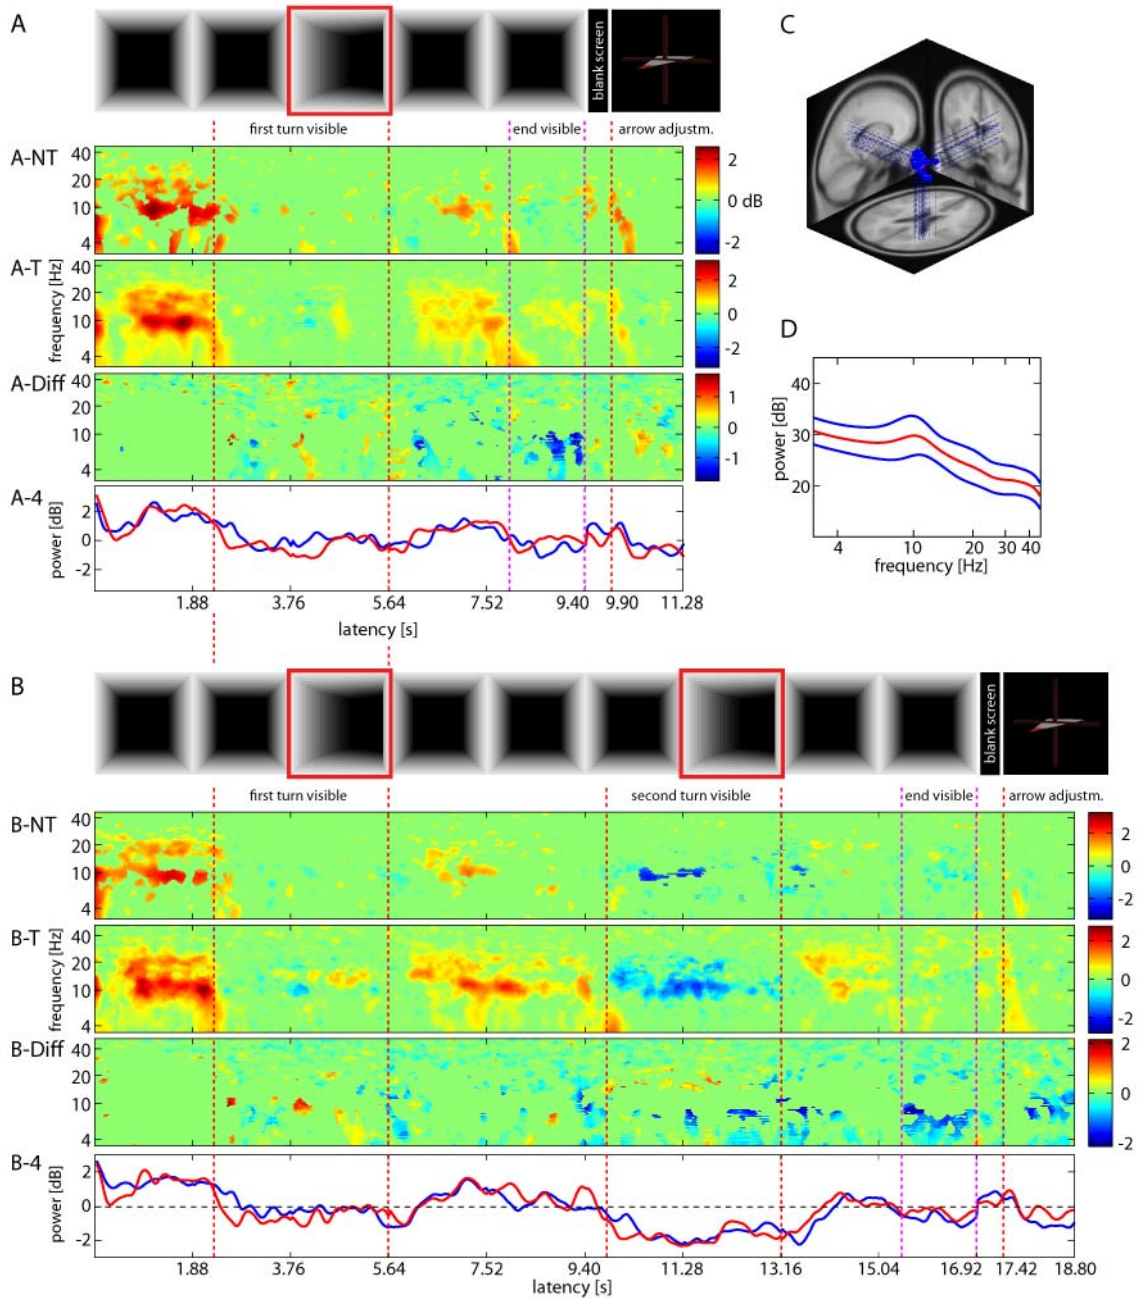 A
blank screen
C
first turn visible
end visible
arrow adjustm.
A-NT
40
20
10
4
2
0 dB
-2
A-T
frequency [Hz]
40
20
10
4
2
0
-2
D
A-Diff
40
20
10
4
1
0
-1
power [dB]
40
30
20
4 10 20 30 40
frequency [Hz]
A-4
power [dB]
2
0
-2
1.88 3.76 5.64 7.52 9.40 9.90 11.28
latency [s]
B
blank screen
first turn visible
second turn visible
end visible
arrow adjustm.
B-NT
40
20
10
4
2
0
-2
B-T
frequency [Hz]
40
20
10
4
2
0
-2
B-Diff
40
20
10
4
2
0
-2
B-4
power [dB]
2
0
-2
1.88 3.76 5.64 7.52 9.40 11.28 13.16 15.04 16.92 17.42 18.80
latency [s]